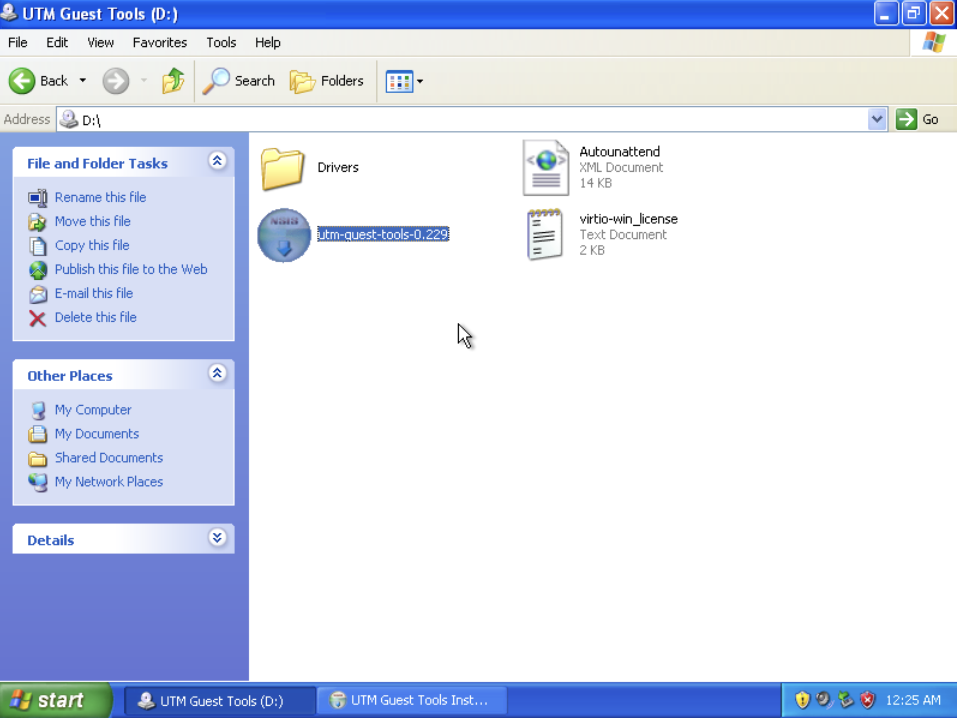 UTM Guest Tools (D:)
File Edit View Favorites Tools Help
Back Search Folders
Address D:\ Go
File and Folder Tasks
Rename this file
Move this file
Copy this file
Publish this file to the Web
E-mail this file
Delete this file
Other Places
My Computer
My Documents
Shared Documents
My Network Places
Details
Drivers
Autounattend
XML Document
14 KB
NSIS
utm-guest-tools-0.229
virtio-win_license
Text Document
2 KB
start UTM Guest Tools (D:) UTM Guest Tools Inst... 12:25 AM